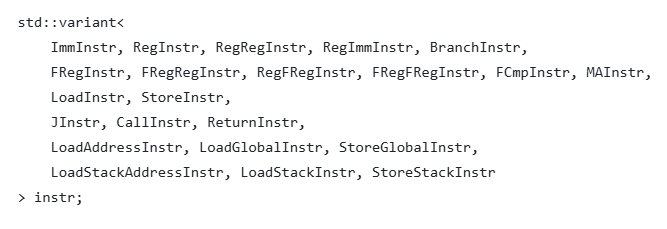 std::variant<
    ImmInstr, RegInstr, RegRegInstr, RegImmInstr, BranchInstr,
    FRegInstr, FRegRegInstr, RegFRegInstr, FRegFRegInstr, FCmpInstr, MAInstr,
    LoadInstr, StoreInstr,
    JInstr, CallInstr, ReturnInstr,
    LoadAddressInstr, LoadGlobalInstr, StoreGlobalInstr,
    LoadStackAddressInstr, LoadStackInstr, StoreStackInstr
> instr;